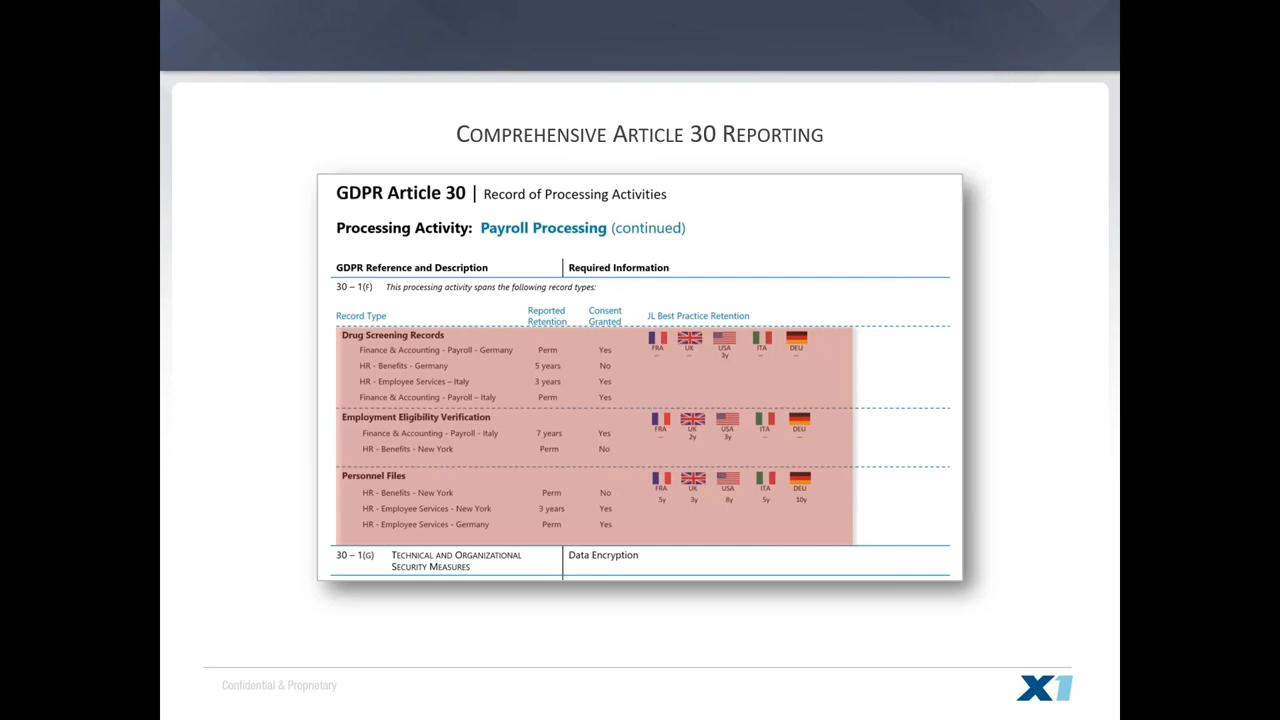 COMPREHENSIVE ARTICLE 30 REPORTING
GDPR Article 30 | Record of Processing Activities
Processing Activity: Payroll Processing (continued)
GDPR Reference and Description Required Information
30 – 1(F) This processing activity spans the following record types:
Record Type Reported Retention Consent Granted JL Best Practice Retention
Drug Screening Records FRA UK USA ITA DEU
-- -- 3y -- --
Finance & Accounting - Payroll - Germany Perm Yes
HR - Benefits - Germany 5 years No
HR - Employee Services – Italy 3 years Yes
Finance & Accounting - Payroll – Italy Perm Yes
Employment Eligibility Verification FRA UK USA ITA DEU
-- 2y 3y -- --
Finance & Accounting - Payroll - Italy 7 years Yes
HR - Benefits - New York Perm No
Personnel Files FRA UK USA ITA DEU
5y 3y 8y 5y 10y
HR - Benefits - New York Perm No
HR - Employee Services - New York 3 years Yes
HR - Employee Services - Germany Perm Yes
30 – 1(G) TECHNICAL AND ORGANIZATIONAL Data Encryption
SECURITY MEASURES
Confidential & Proprietary
X1